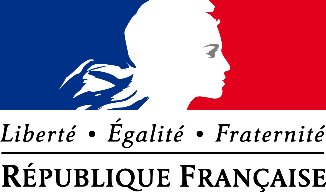 Liberté • Égalité • Fraternité
RÉPUBLIQUE FRANÇAISE